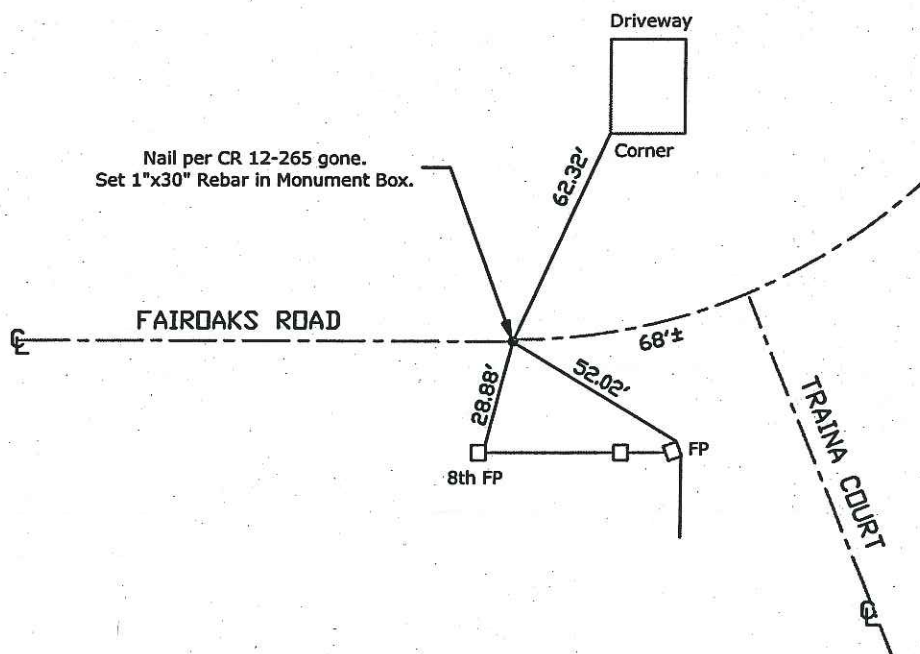 Driveway
Corner
Nail per CR 12-265 gone.
Set 1"x30" Rebar in Monument Box.
62.32'
FAIROAKS ROAD
℄
68'±
28.88'
52.02'
8th FP
FP
TRAINA COURT
℄